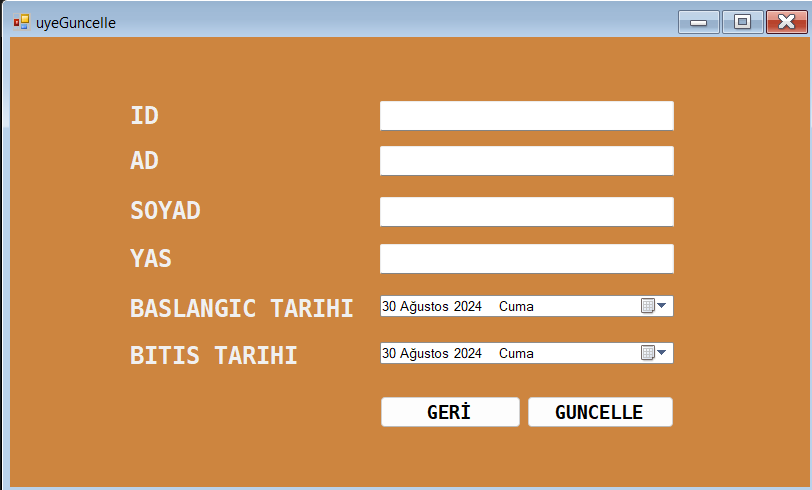 uyeGuncelle
ID
AD
SOYAD
YAS
BASLANGIC TARIHI 30 Ağustos 2024 Cuma
BITIS TARIHI 30 Ağustos 2024 Cuma
GERİ GUNCELLE